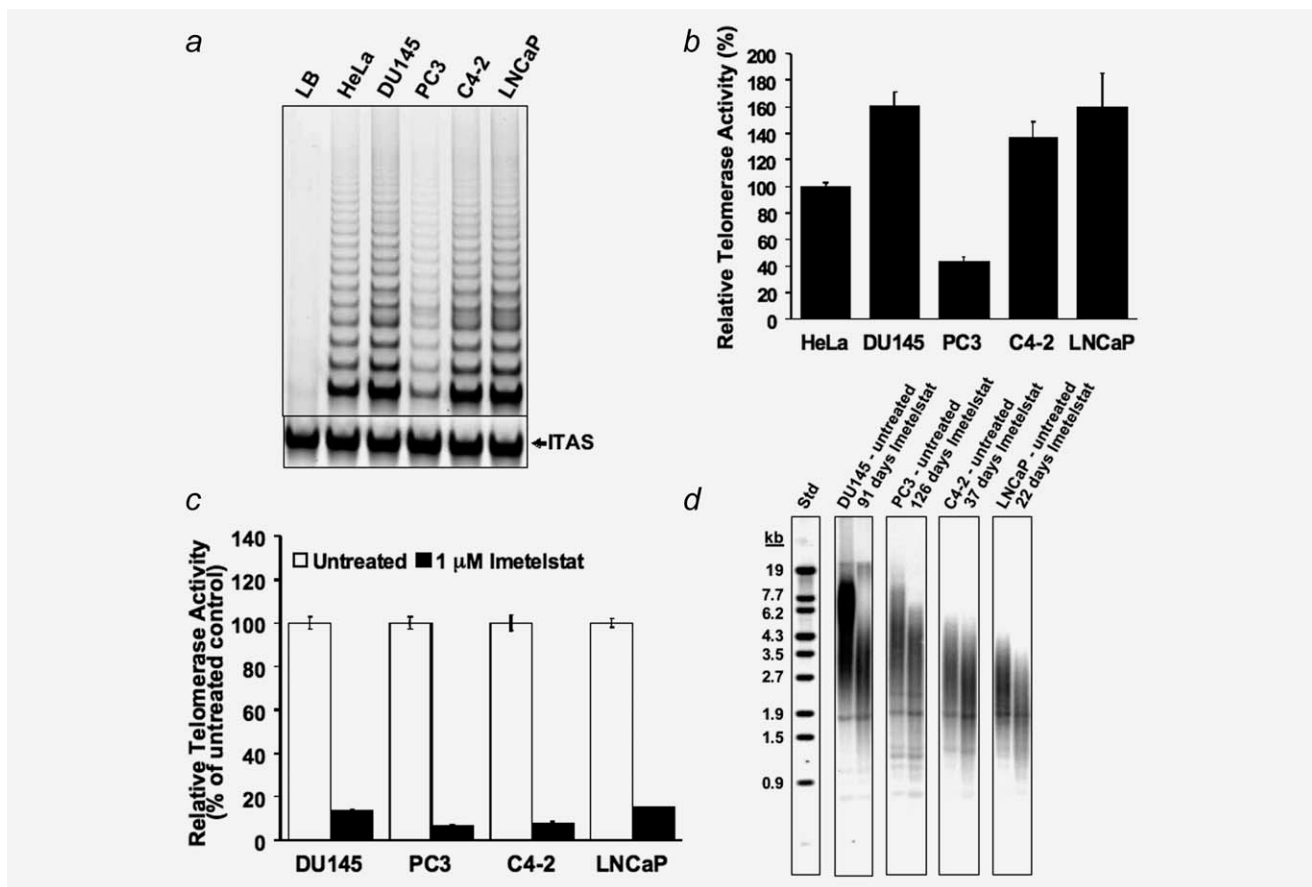 a
LB
HeLa
DU145
PC3
C4-2
LNCaP
ITAS
b
Relative Telomerase Activity (%)
200
180
160
140
120
100
80
60
40
20
0
HeLa DU145 PC3 C4-2 LNCaP
c
Relative Telomerase Activity
(% of untreated control)
140
120
100
80
60
40
20
0
Untreated 1 μM Imetelstat
DU145 PC3 C4-2 LNCaP
d
Std
DU145 - untreated
91 days Imetelstat
PC3 - untreated
126 days Imetelstat
C4-2 - untreated
37 days Imetelstat
LNCaP - untreated
22 days Imetelstat
kb
19
7.7
6.2
4.3
3.5
2.7
1.9
1.5
0.9